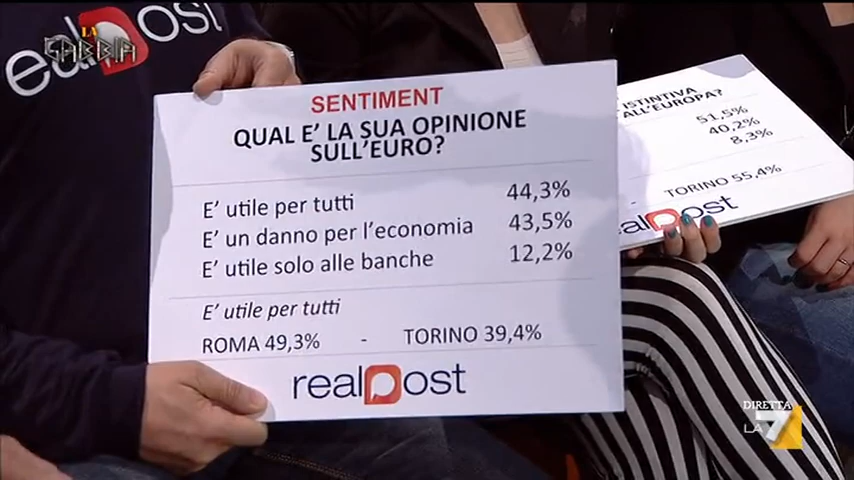 LA
GABBIA
ealpos
SENTIMENT
QUAL E' LA SUA OPINIONE
SULL'EURO?
E' utile per tutti 44,3%
E' un danno per l'economia 43,5%
E' utile solo alle banche 12,2%
E' utile per tutti
ROMA 49,3% - TORINO 39,4%
realpost
ISTINTIVA
ALL'EUROPA?
51,5%
40,2%
8,3%
- TORINO 55,4%
alpost
DIRETTA
LA 7